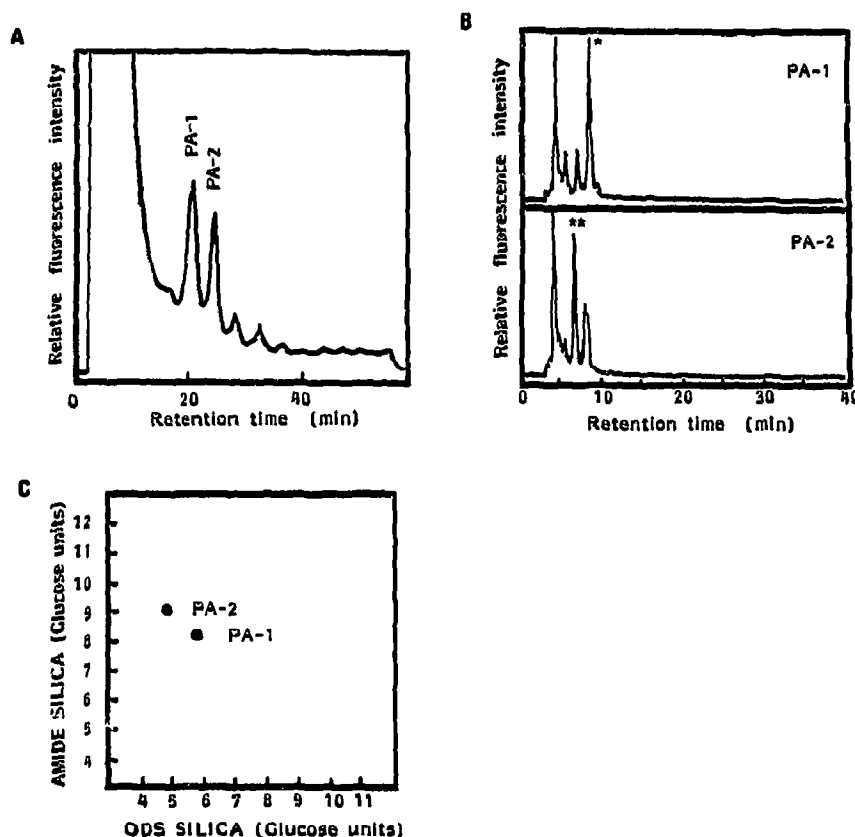 A
Relative fluorescence intensity
PA-1
PA-2
0 20 40
Retention time (min)
B
Relative fluorescence intensity
*
PA-1
Relative fluorescence intensity
**
PA-2
0 10 20 30 40
Retention time (min)
C
AMIDE SILICA (Glucose units)
12
11
10
9
8
7
6
5
4
PA-2
PA-1
4 5 6 7 8 9 10 11
ODS SILICA (Glucose units)